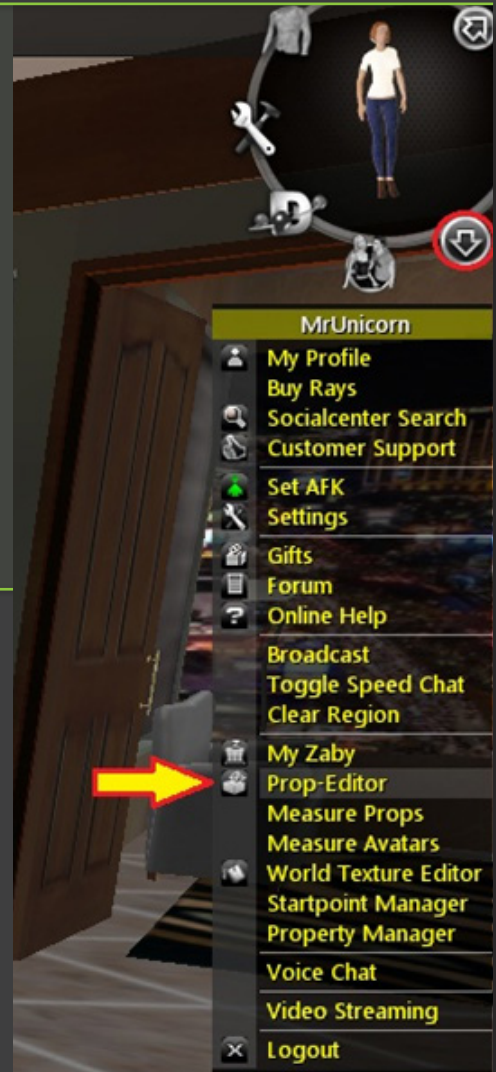 MrUnicorn
My Profile
Buy Rays
Socialcenter Search
Customer Support
Set AFK
Settings
Gifts
Forum
Online Help
Broadcast
Toggle Speed Chat
Clear Region
My Zaby
Prop-Editor
Measure Props
Measure Avatars
World Texture Editor
Startpoint Manager
Property Manager
Voice Chat
Video Streaming
Logout